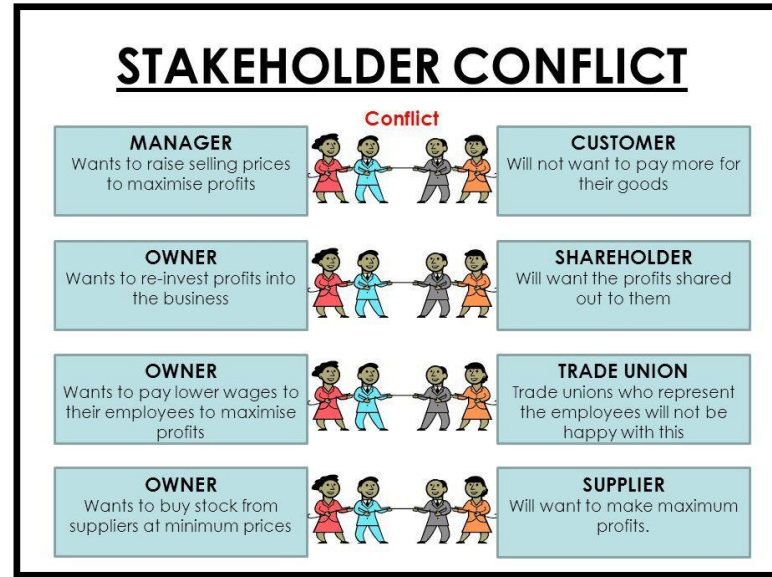 STAKEHOLDER CONFLICT
Conflict
MANAGER
Wants to raise selling prices
to maximise profits
CUSTOMER
Will not want to pay more for
their goods
OWNER
Wants to re-invest profits into
the business
SHAREHOLDER
Will want the profits shared
out to them
OWNER
Wants to pay lower wages to
their employees to maximise
profits
TRADE UNION
Trade unions who represent
the employees will not be
happy with this
OWNER
Wants to buy stock from
suppliers at minimum prices
SUPPLIER
Will want to make maximum
profits.